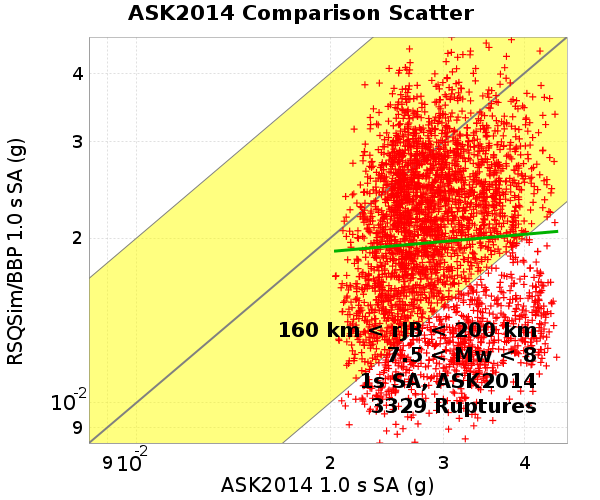 ASK2014 Comparison Scatter
RSQSim/BBP 1.0 s SA (g)
4
3
2
10-2
9
160 km < rJB < 200 km
7.5 < Mw < 8
1s SA, ASK2014
3329 Ruptures
9 10-2 2 3 4
ASK2014 1.0 s SA (g)